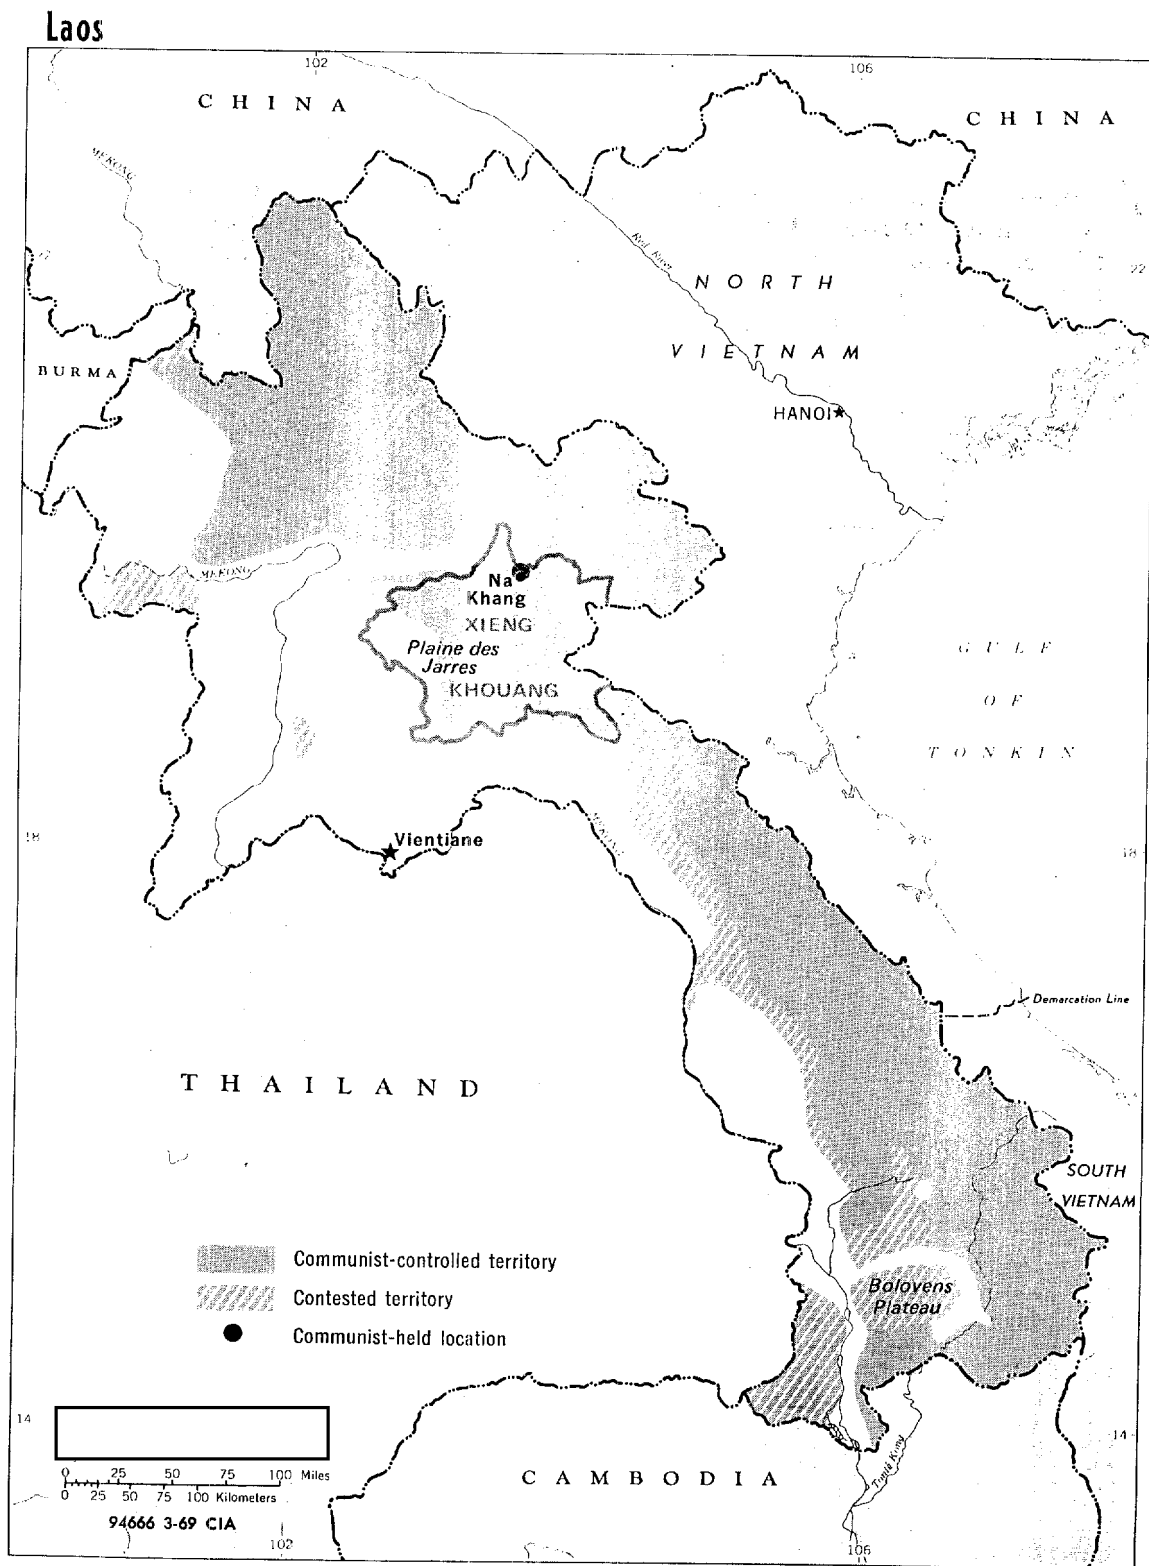 Laos
102
106
CHINA
CHINA
MEKONG
Red River
NORTH
VIETNAM
22
BURMA
HANOI
MEKONG
Na
Khang
XIENG
Plaine des
Jarres
KHOUANG
GULF
OF
TONKIN
18
Vientiane
MEKONG
18
Demarcation Line
THAILAND
SOUTH
VIETNAM
Communist-controlled territory
Bolovens
Plateau
Contested territory
Communist-held location
14
14
0 25 50 75 100 Miles
0 25 50 75 100 Kilometers
CAMBODIA
94666 3-69 CIA
102
106